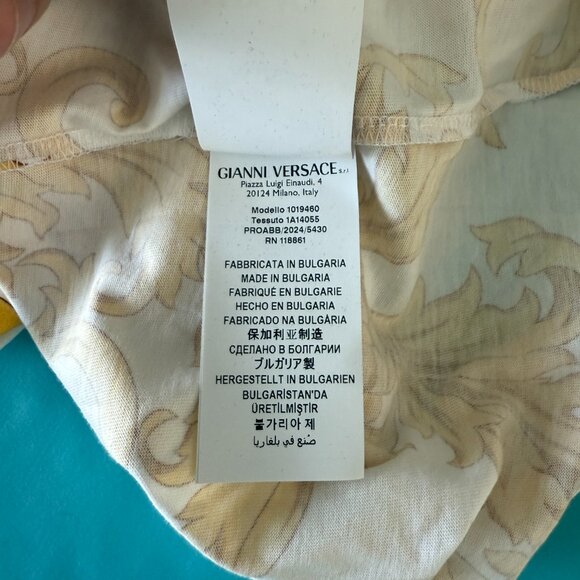 GIANNI VERSACE S.r.l.
Piazza Luigi Einaudi, 4
20124 Milano, Italy
Modello 1019460
Tessuto 1A14055
PROABB/2024/5430
RN 118861
FABBRICATA IN BULGARIA
MADE IN BULGARIA
FABRIQUÉ EN BULGARIE
HECHO EN BULGARIA
FABRICADO NA BULGÁRIA
保加利亚制造
СДЕЛАНО В БОЛГАРИИ
ブルガリア製
HERGESTELLT IN BULGARIEN
BULGARİSTAN'DA
ÜRETİLMİŞTİR
불가리아 제
صُنع في بلغاريا